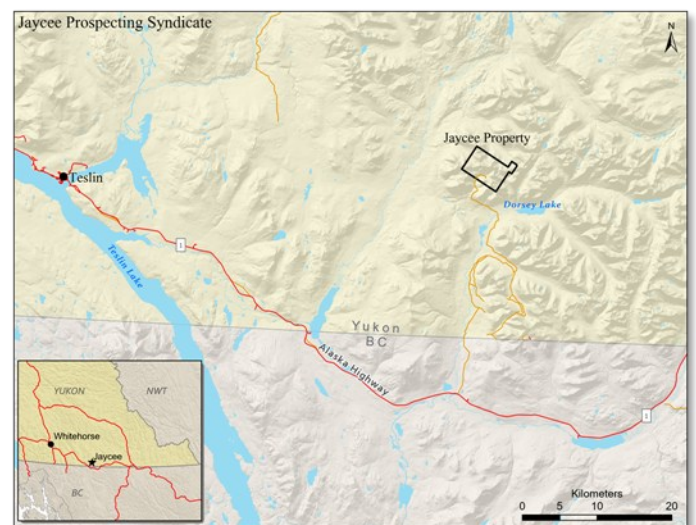 Jaycee Prospecting Syndicate
N
Jaycee Property
Teslin
Dorsey Lake
Teslin Lake
1
Yukon
BC
Alaska Highway
1
YUKON
NWT
Whitehorse
Jaycee
BC
Kilometers
0 5 10 20